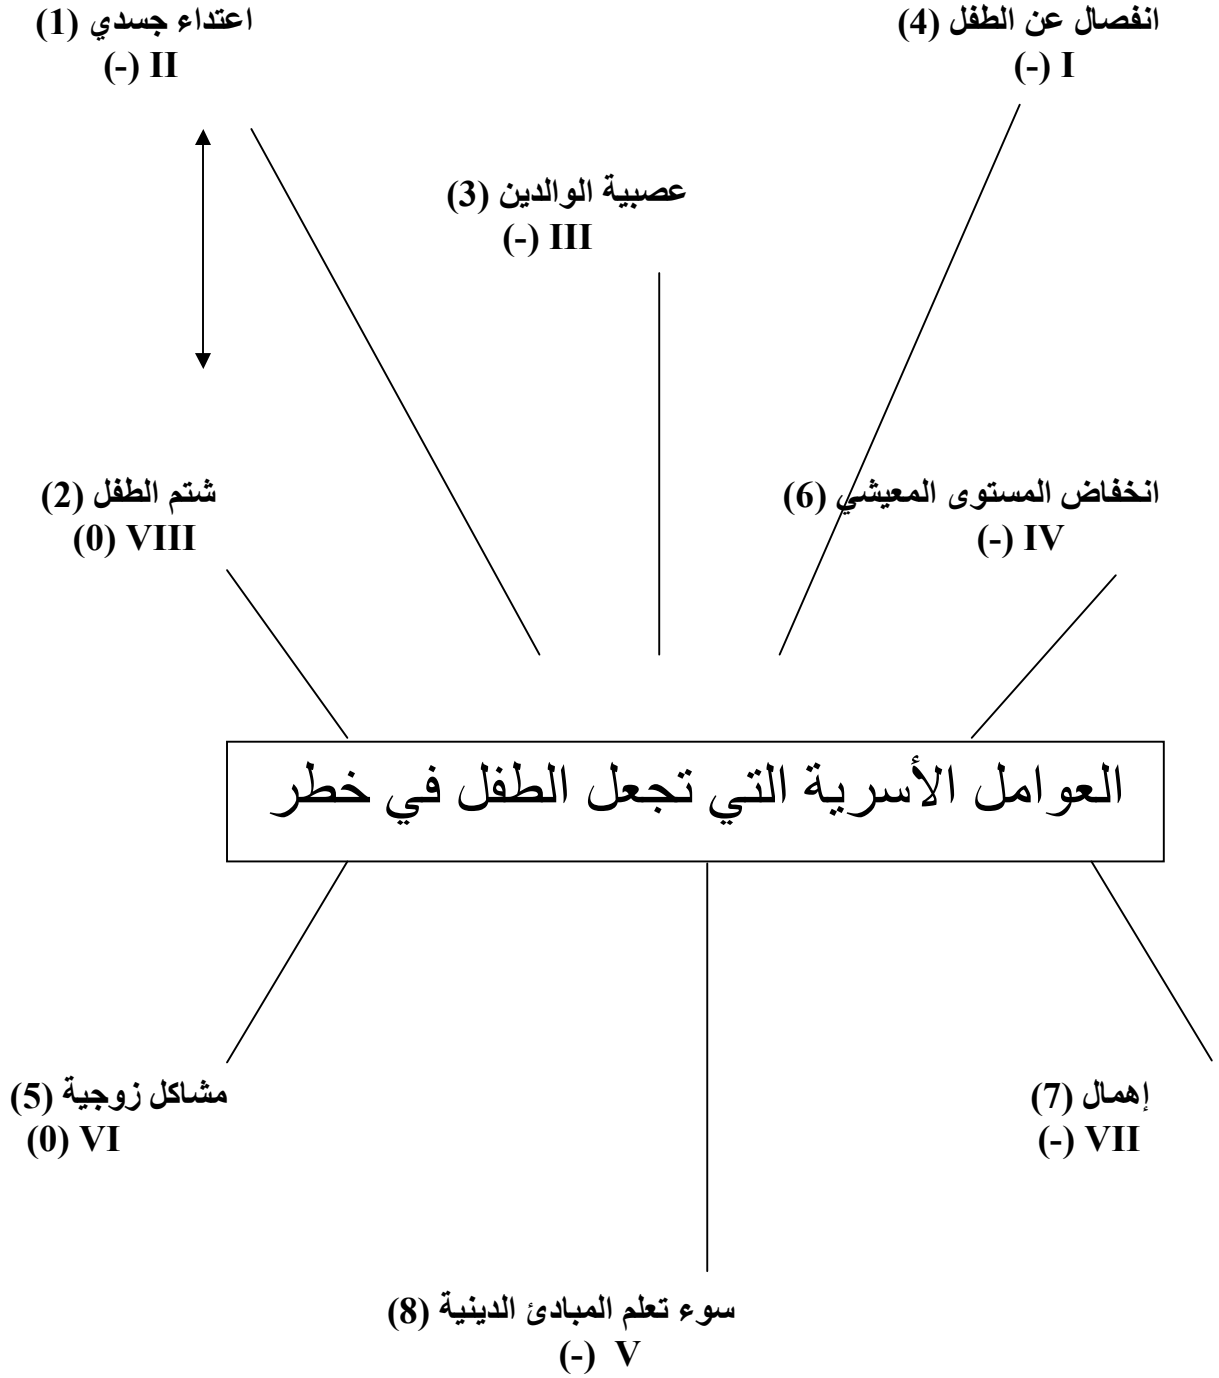 انفصال عن الطفل (4)
I (-)
اعتداء جسدي (1)
II (-)
عصبية الوالدين (3)
III (-)
انخفاض المستوى المعيشي (6)
IV (-)
شتم الطفل (2)
VIII (0)
العوامل الأسرية التي تجعل الطفل في خطر
إهمال (7)
VII (-)
مشاكل زوجية (5)
VI (0)
سوء تعلم المبادئ الدينية (8)
V (-)